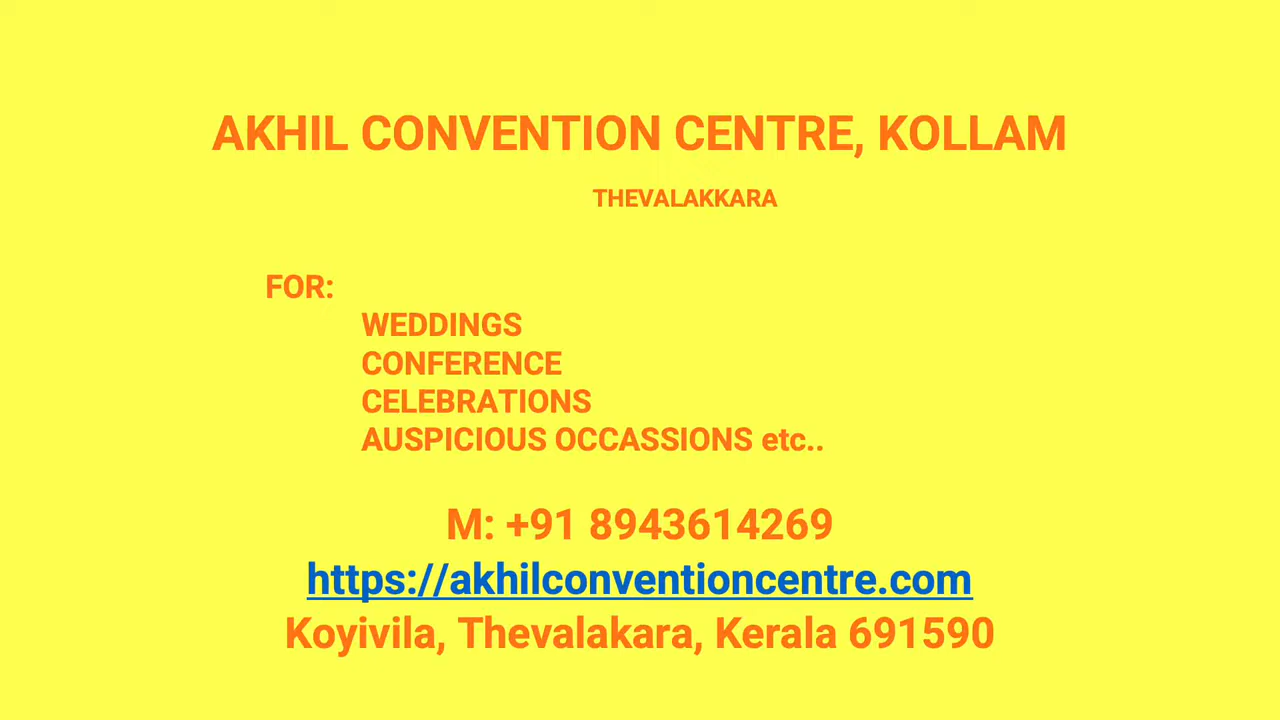 AKHIL CONVENTION CENTRE, KOLLAM
THEVALAKKARA
FOR:
WEDDINGS
CONFERENCE
CELEBRATIONS
AUSPICIOUS OCCASSIONS etc..
M: +91 8943614269
https://akhilconventioncentre.com
Koyivila, Thevalakara, Kerala 691590